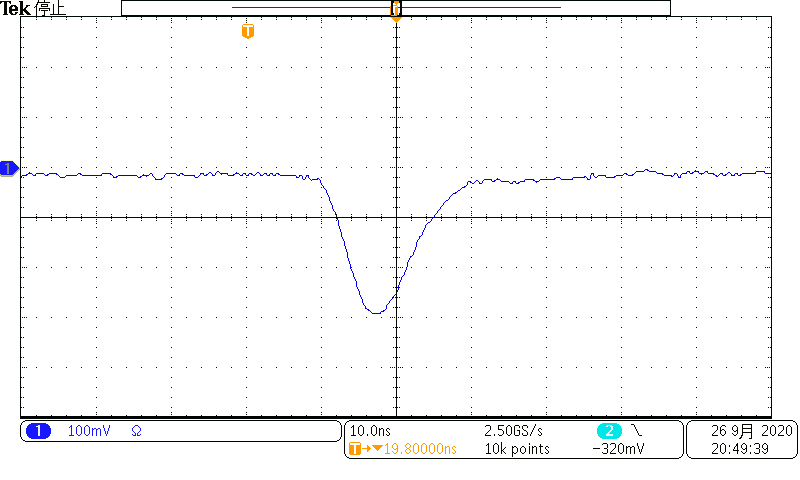 Tek 停止
T
1
1 100mV Ω
10.0ns 2.50GS/s 2
T→▼19.80000ns 10k points −320mV
26 9月 2020
20:49:39